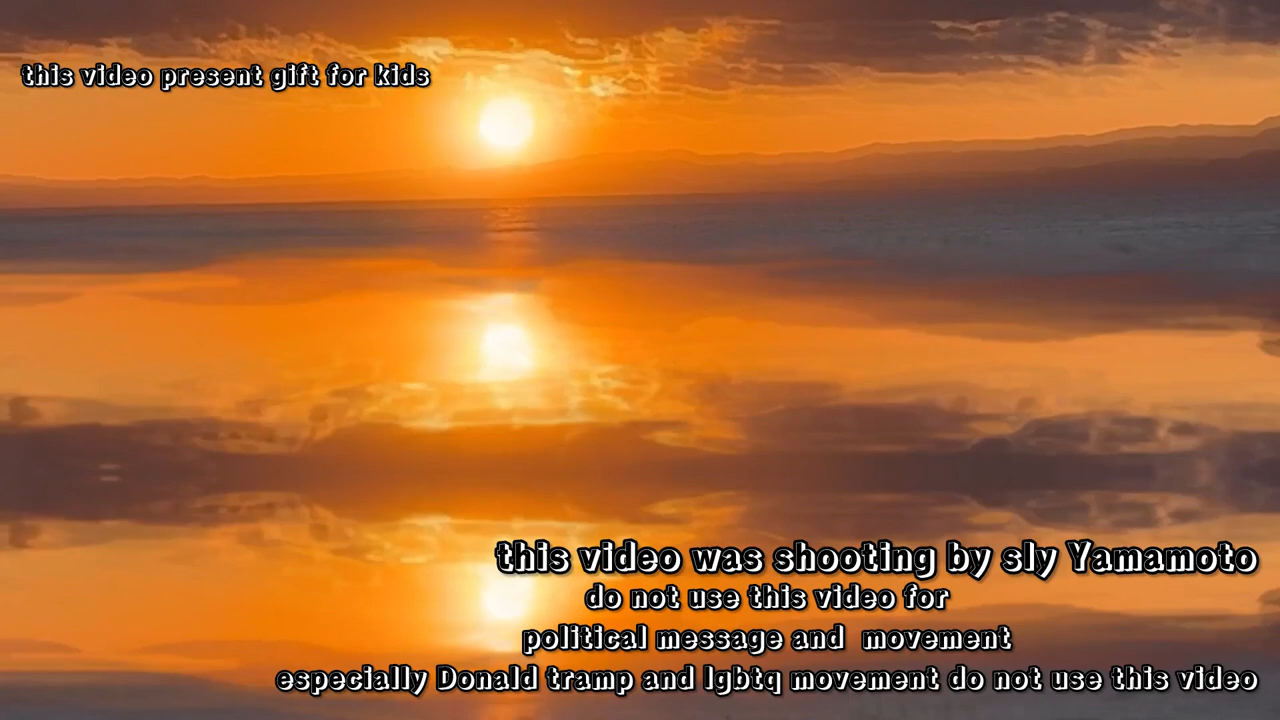 this video present gift for kids
this video was shooting by sly Yamamoto
do not use this video for
political message and movement
especially Donald tramp and lgbtq movement do not use this video